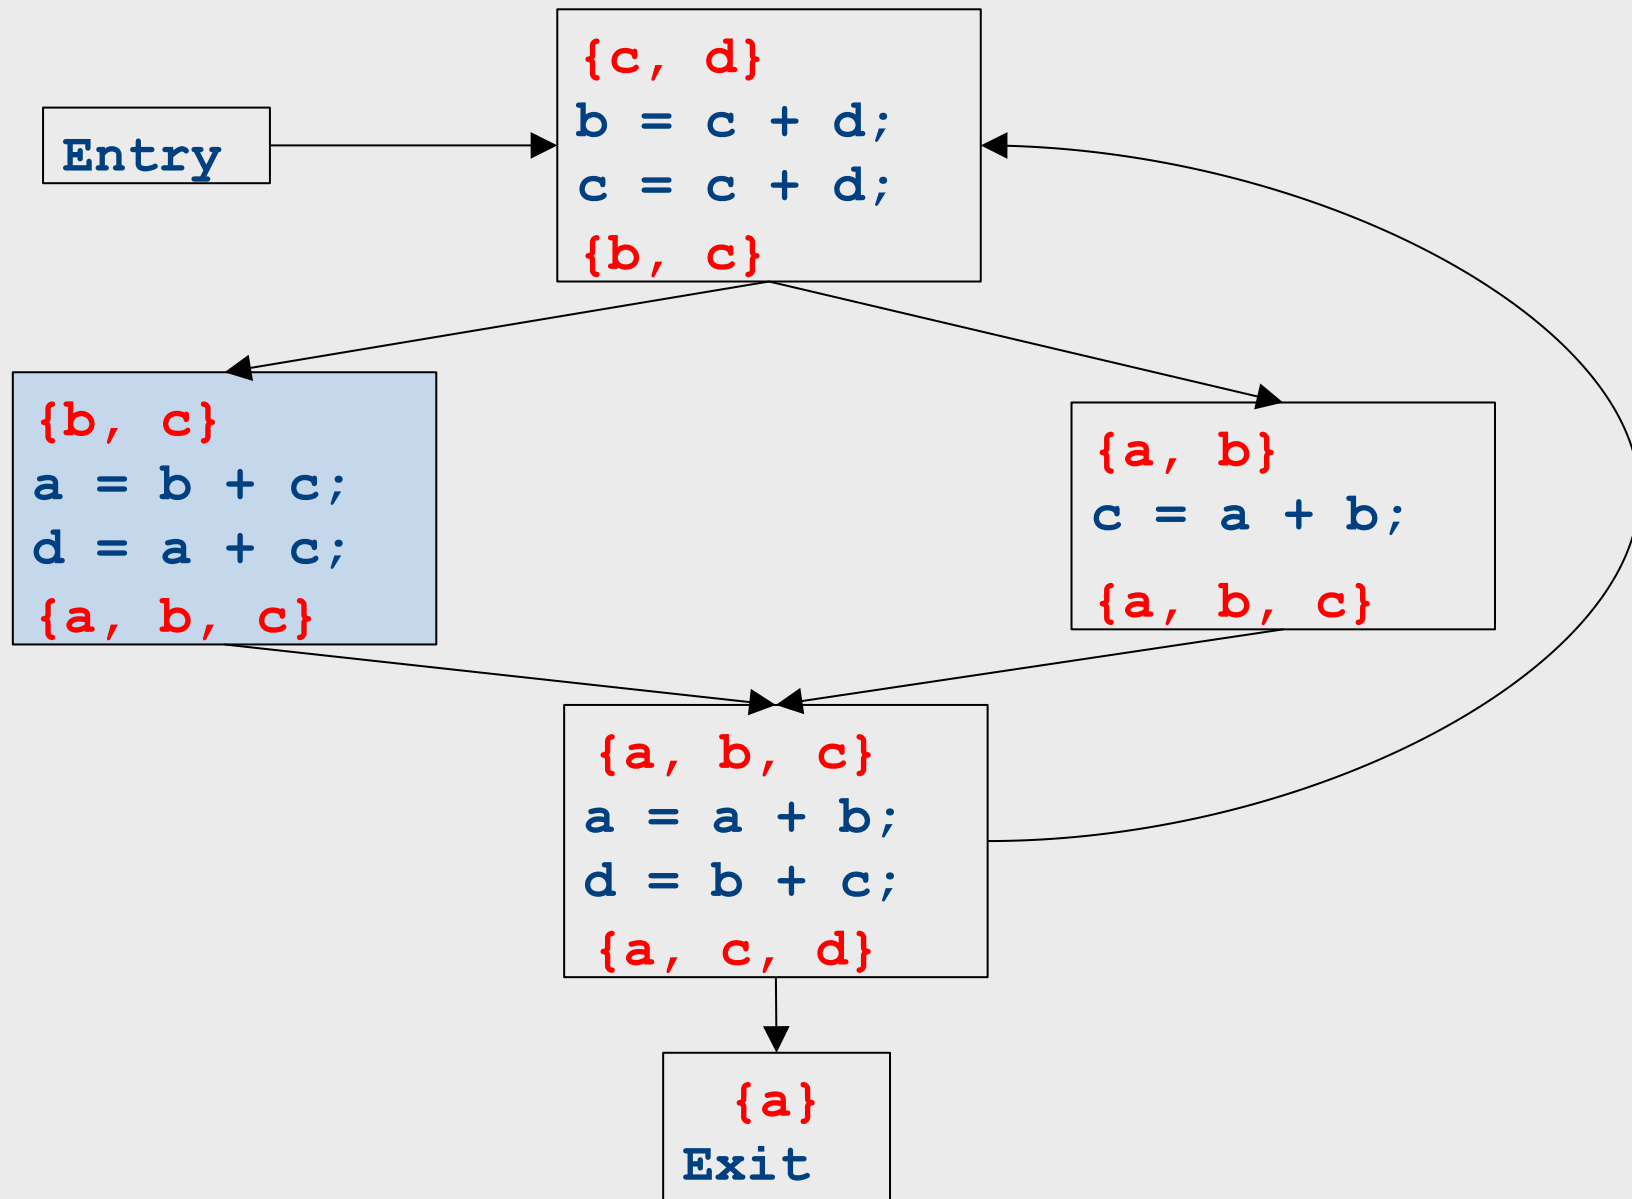 {c, d}
b = c + d;
c = c + d;
{b, c}
Entry
{b, c}
a = b + c;
d = a + c;
{a, b, c}
{a, b}
c = a + b;
{a, b, c}
{a, b, c}
a = a + b;
d = b + c;
{a, c, d}
{a}
Exit